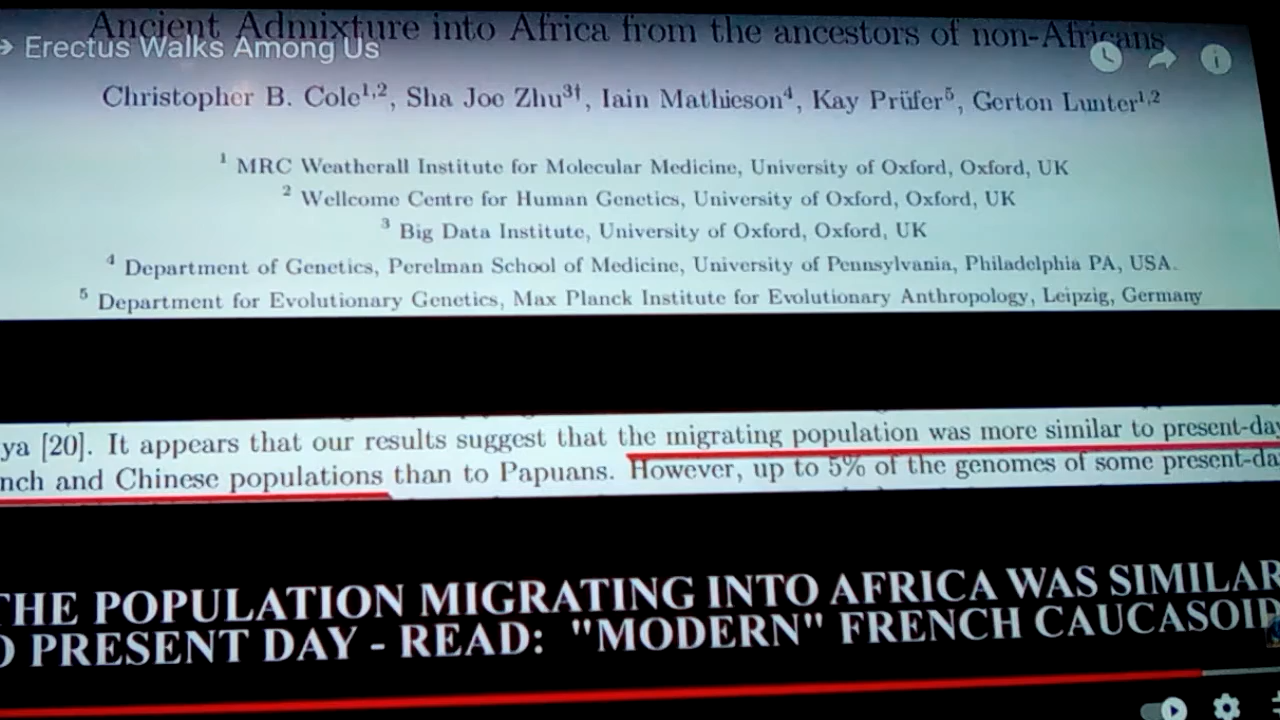 Ancient Admixture into Africa from the ancestors of non-Africans
→ Erectus Walks Among Us
Christopher B. Cole1,2, Sha Joe Zhu3†, Iain Mathieson4, Kay Prüfer5, Gerton Lunter1,2
1 MRC Weatherall Institute for Molecular Medicine, University of Oxford, Oxford, UK
2 Wellcome Centre for Human Genetics, University of Oxford, Oxford, UK
3 Big Data Institute, University of Oxford, Oxford, UK
4 Department of Genetics, Perelman School of Medicine, University of Pennsylvania, Philadelphia PA, USA.
5 Department for Evolutionary Genetics, Max Planck Institute for Evolutionary Anthropology, Leipzig, Germany
ya [20]. It appears that our results suggest that the migrating population was more similar to present-day
nch and Chinese populations than to Papuans. However, up to 5% of the genomes of some present-da
THE POPULATION MIGRATING INTO AFRICA WAS SIMILAR
O PRESENT DAY - READ: "MODERN" FRENCH CAUCASOID